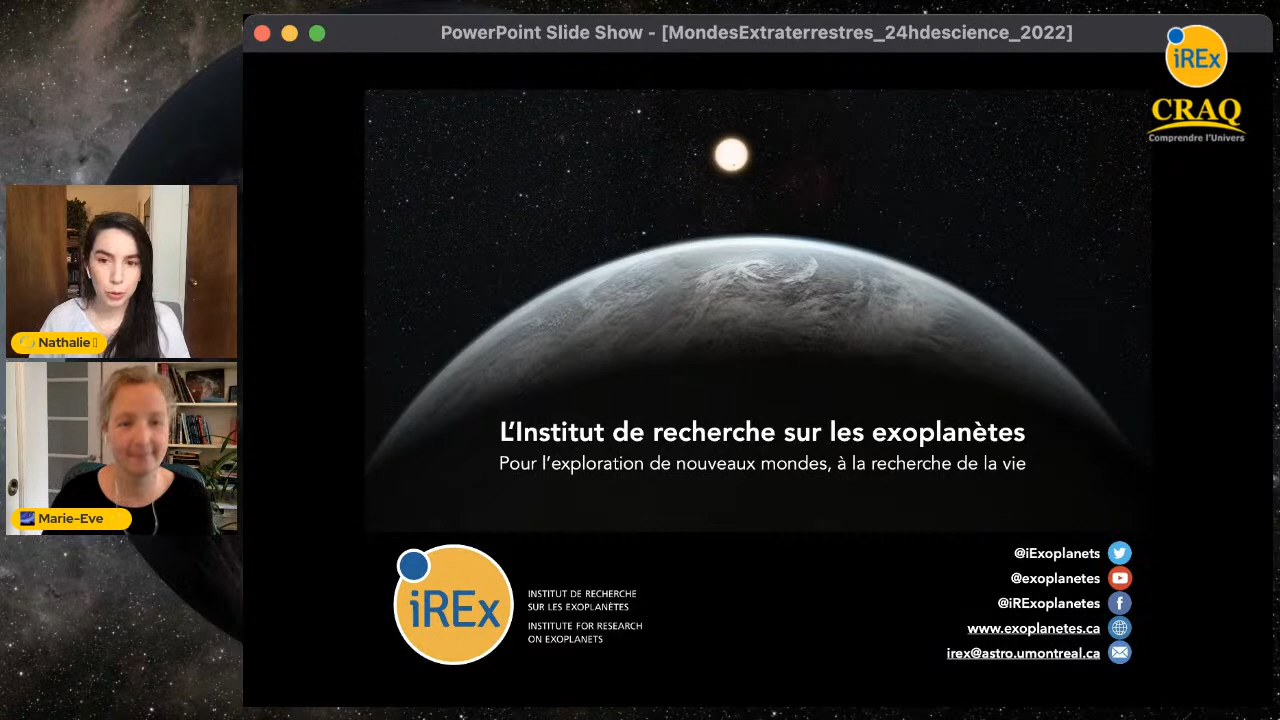 PowerPoint Slide Show - [MondesExtraterrestres_24hdescience_2022]
iREx
CRAQ
Comprendre l'Univers
Nathalie
Marie-Eve
L'Institut de recherche sur les exoplanètes
Pour l'exploration de nouveaux mondes, à la recherche de la vie
iREx
INSTITUT DE RECHERCHE
SUR LES EXOPLANÈTES
INSTITUTE FOR RESEARCH
ON EXOPLANETS
@iExoplanets
@exoplanetes
@iRExoplanetes
www.exoplanetes.ca
irex@astro.umontreal.ca